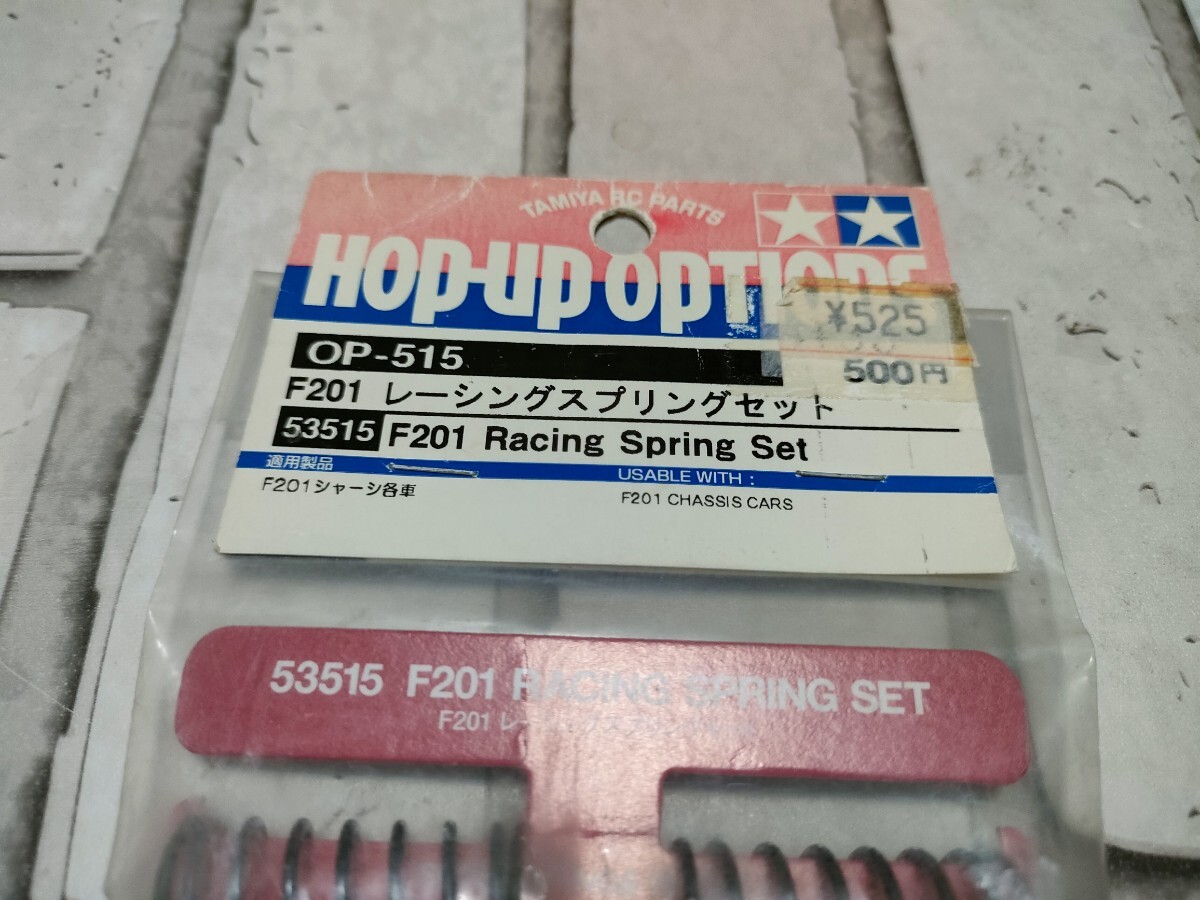 TAMIYA RC PARTS
HOP-UP OPTIONS
¥525
OP-515
500円
F201 レーシングスプリングセット
53515 F201 Racing Spring Set
適用製品 USABLE WITH :
F201シャーシ各車 F201 CHASSIS CARS
53515 F201 RACING SPRING SET
F201 レ